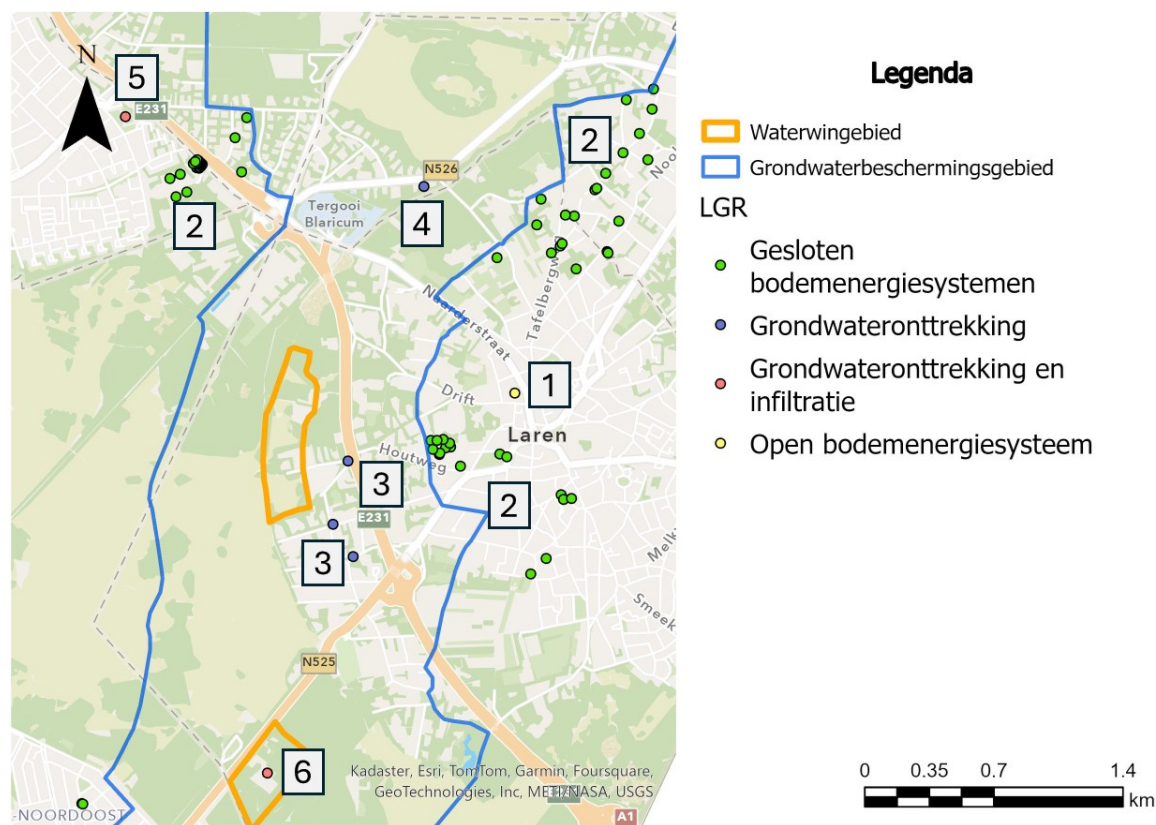 N
5
E231
2
N526
Tergooi
Blaricum
4
2
Tafelbergweg
Naarderstraat
Drift
1
Laren
Houtweg
3
2
E231
3
N525
6
Smeek
Kadaster, Esri, TomTom, Garmin, Foursquare,
GeoTechnologies, Inc, METI/NASA, USGS
-NOORDOOST
A1
Legenda
Waterwingebied
Grondwaterbeschermingsgebied
LGR
Gesloten
bodemenergiesystemen
Grondwateronttrekking
Grondwateronttrekking en
infiltratie
Open bodemenergiesysteem
0 0.35 0.7 1.4
km